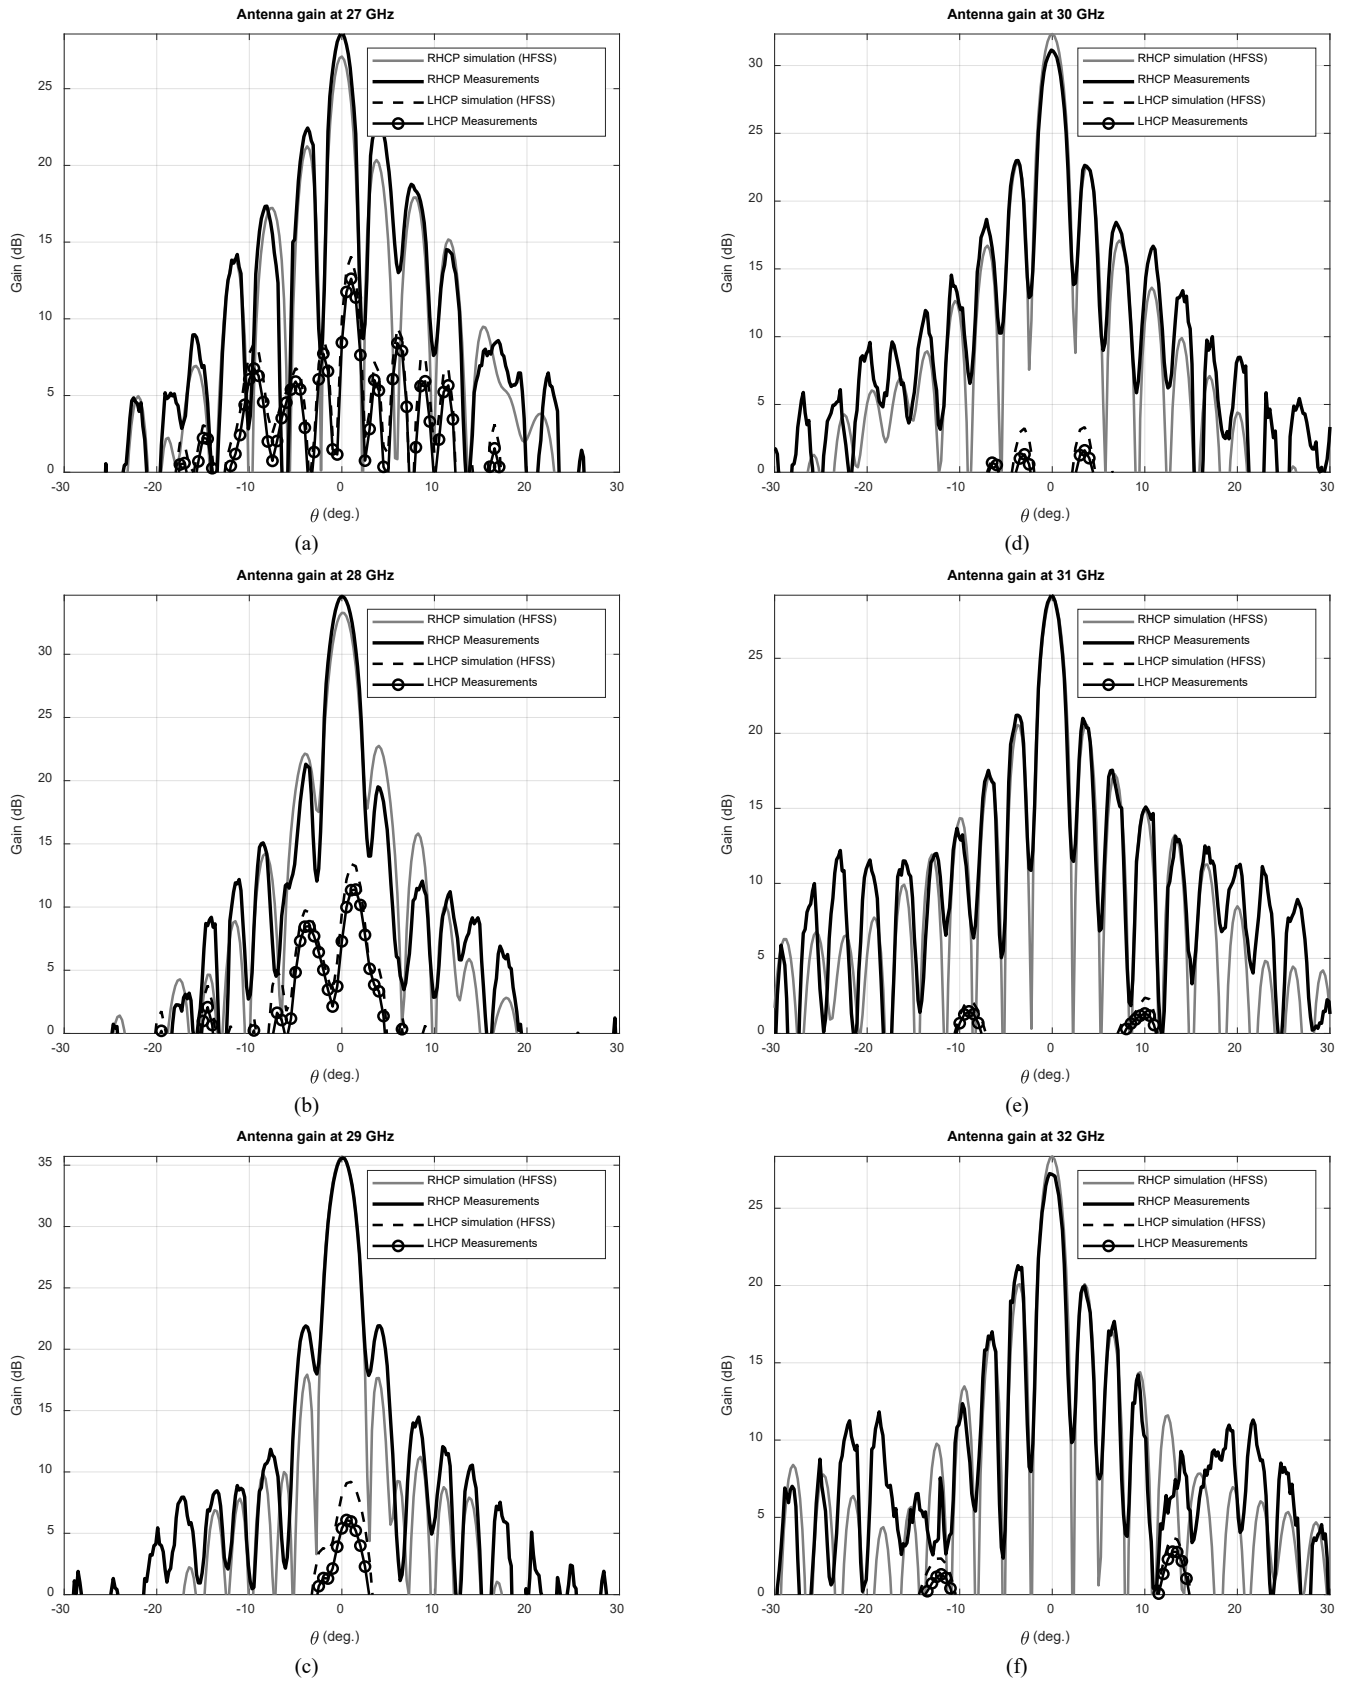 Antenna gain at 27 GHz
Gain (dB)
25
20
15
10
5
0
-30
-20
-10
0
10
20
30
θ (deg.)
RHCP simulation (HFSS)
RHCP Measurements
LHCP simulation (HFSS)
LHCP Measurements
(a)
Antenna gain at 30 GHz
Gain (dB)
30
25
20
15
10
5
0
-30
-20
-10
0
10
20
30
θ (deg.)
RHCP simulation (HFSS)
RHCP Measurements
LHCP simulation (HFSS)
LHCP Measurements
(d)
Antenna gain at 28 GHz
Gain (dB)
30
25
20
15
10
5
0
-30
-20
-10
0
10
20
30
θ (deg.)
RHCP simulation (HFSS)
RHCP Measurements
LHCP simulation (HFSS)
LHCP Measurements
(b)
Antenna gain at 31 GHz
Gain (dB)
25
20
15
10
5
0
-30
-20
-10
0
10
20
30
θ (deg.)
RHCP simulation (HFSS)
RHCP Measurements
LHCP simulation (HFSS)
LHCP Measurements
(e)
Antenna gain at 29 GHz
Gain (dB)
35
30
25
20
15
10
5
0
-30
-20
-10
0
10
20
30
θ (deg.)
RHCP simulation (HFSS)
RHCP Measurements
LHCP simulation (HFSS)
LHCP Measurements
(c)
Antenna gain at 32 GHz
Gain (dB)
25
20
15
10
5
0
-30
-20
-10
0
10
20
30
θ (deg.)
RHCP simulation (HFSS)
RHCP Measurements
LHCP simulation (HFSS)
LHCP Measurements
(f)